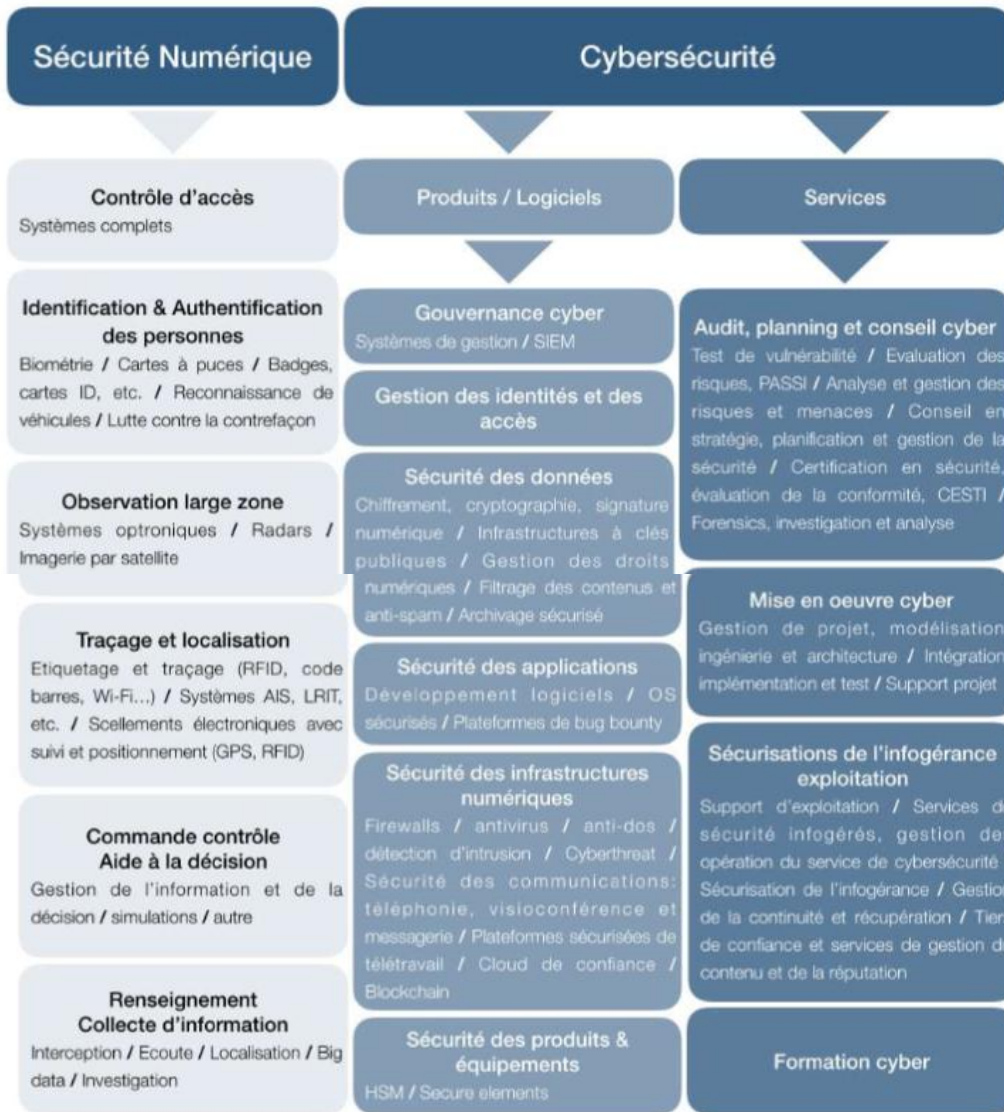 Sécurité Numérique
Cybersécurité
Contrôle d'accès
Systèmes complets
Identification & Authentification
des personnes
Biométrie / Cartes à puces / Badges,
cartes ID, etc. / Reconnaissance de
véhicules / Lutte contre la contrefaçon
Observation large zone
Systèmes optroniques / Radars /
Imagerie par satellite
Traçage et localisation
Etiquetage et traçage (RFID, code
barres, Wi-Fi...) / Systèmes AIS, LRIT,
etc. / Scellements électroniques avec
suivi et positionnement (GPS, RFID)
Commande contrôle
Aide à la décision
Gestion de l'information et de la
décision / simulations / autre
Renseignement
Collecte d'information
Interception / Ecoute / Localisation / Big
data / Investigation
Produits / Logiciels
Gouvernance cyber
Systèmes de gestion / SIEM
Gestion des identités et des
accès
Sécurité des données
Chiffrement, cryptographie, signature
numérique / Infrastructures à clés
publiques / Gestion des droits
numériques / Filtrage des contenus et
anti-spam / Archivage sécurisé
Sécurité des applications
Développement logiciels / OS
sécurisés / Plateformes de bug bounty
Sécurité des infrastructures
numériques
Firewalls / antivirus / anti-dos /
détection d'intrusion / Cyberthreat /
Sécurité des communications:
téléphonie, visioconférence et
messagerie / Plateformes sécurisées de
télétravail / Cloud de confiance /
Blockchain
Sécurité des produits &
équipements
HSM / Secure elements
Services
Audit, planning et conseil cyber
Test de vulnérabilité / Evaluation des
risques, PASSI / Analyse et gestion des
risques et menaces / Conseil en
stratégie, planification et gestion de la
sécurité / Certification en sécurité,
évaluation de la conformité, CESTI /
Forensics, investigation et analyse
Mise en oeuvre cyber
Gestion de projet, modélisation
ingénierie et architecture / Intégration
implémentation et test / Support projet
Sécurisations de l'infogérance
exploitation
Support d'exploitation / Services d
sécurité infogérés, gestion de
opération du service de cybersécurité
Sécurisation de l'infogérance / Gestio
de la continuité et récupération / Tier
de confiance et services de gestion d
contenu et de la réputation
Formation cyber